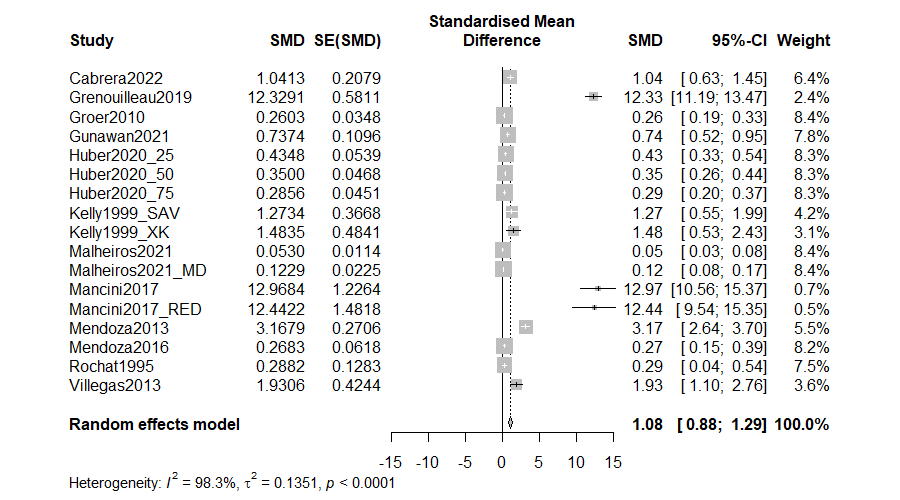 Standardised Mean
Study SMD SE(SMD) Difference SMD 95%-CI Weight
Cabrera2022 1.0413 0.2079 1.04 [ 0.63; 1.45] 6.4%
Grenouilleau2019 12.3291 0.5811 12.33 [11.19; 13.47] 2.4%
Groer2010 0.2603 0.0348 0.26 [ 0.19; 0.33] 8.4%
Gunawan2021 0.7374 0.1096 0.74 [ 0.52; 0.95] 7.8%
Huber2020_25 0.4348 0.0539 0.43 [ 0.33; 0.54] 8.3%
Huber2020_50 0.3500 0.0468 0.35 [ 0.26; 0.44] 8.3%
Huber2020_75 0.2856 0.0451 0.29 [ 0.20; 0.37] 8.3%
Kelly1999_SAV 1.2734 0.3668 1.27 [ 0.55; 1.99] 4.2%
Kelly1999_XK 1.4835 0.4841 1.48 [ 0.53; 2.43] 3.1%
Malheiros2021 0.0530 0.0114 0.05 [ 0.03; 0.08] 8.4%
Malheiros2021_MD 0.1229 0.0225 0.12 [ 0.08; 0.17] 8.4%
Mancini2017 12.9684 1.2264 12.97 [10.56; 15.37] 0.7%
Mancini2017_RED 12.4422 1.4818 12.44 [ 9.54; 15.35] 0.5%
Mendoza2013 3.1679 0.2706 3.17 [ 2.64; 3.70] 5.5%
Mendoza2016 0.2683 0.0618 0.27 [ 0.15; 0.39] 8.2%
Rochat1995 0.2882 0.1283 0.29 [ 0.04; 0.54] 7.5%
Villegas2013 1.9306 0.4244 1.93 [ 1.10; 2.76] 3.6%
Random effects model 1.08 [ 0.88; 1.29] 100.0%
-15 -10 -5 0 5 10 15
Heterogeneity: I² = 98.3%, τ² = 0.1351, p < 0.0001